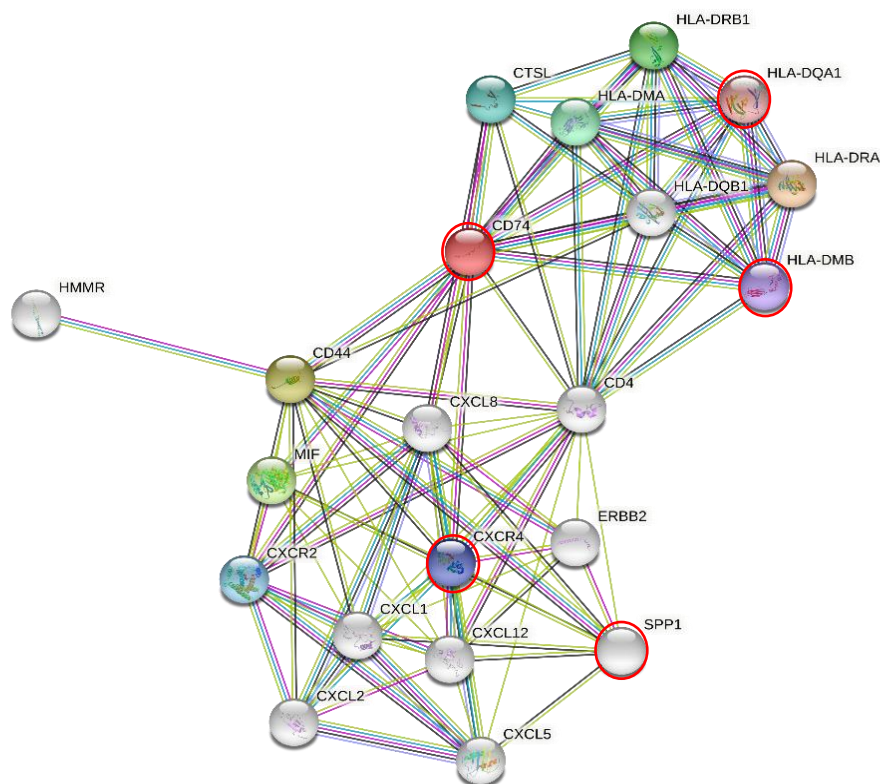 HLA-DRB1
CTSL
HLA-DQA1
HLA-DMA
HLA-DRA
HLA-DQB1
CD74
HLA-DMB
HMMR
CD44
CD4
CXCL8
MIF
ERBB2
CXCR4
CXCR2
CXCL1
SPP1
CXCL12
CXCL2
CXCL5